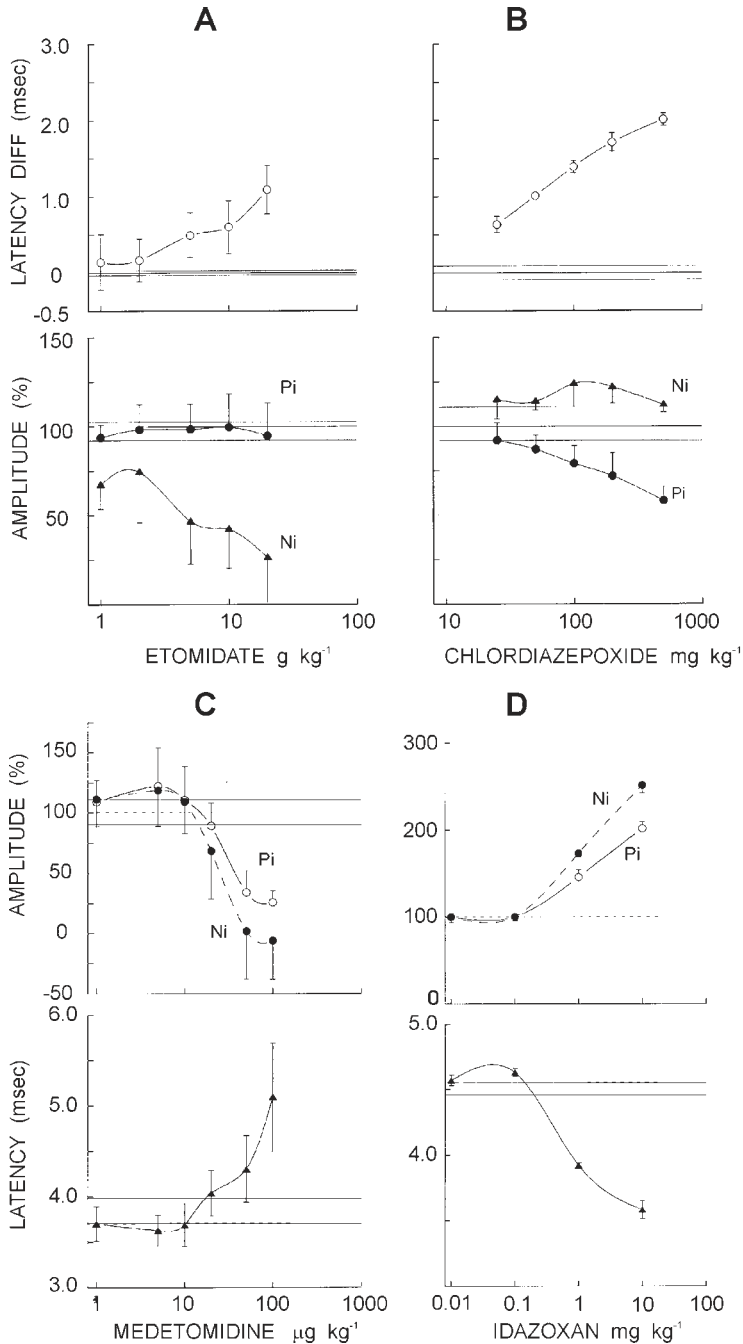 A
B
LATENCY DIFF (msec)
3.0
2.0
1.0
0
-0.5
AMPLITUDE (%)
150
100
50
Pi
Ni
Ni
Pi
1
10
100
10
100
1000
ETOMIDATE g kg-1
CHLORDIAZEPOXIDE mg kg-1
C
D
AMPLITUDE (%)
150
100
50
0
-50
Pi
Ni
300
200
100
0
Ni
Pi
LATENCY (msec)
6.0
5.0
4.0
3.0
5.0
4.0
1
10
100
1000
0.01
0.1
1
10
100
MEDETOMIDINE µg kg-1
IDAZOXAN mg kg-1